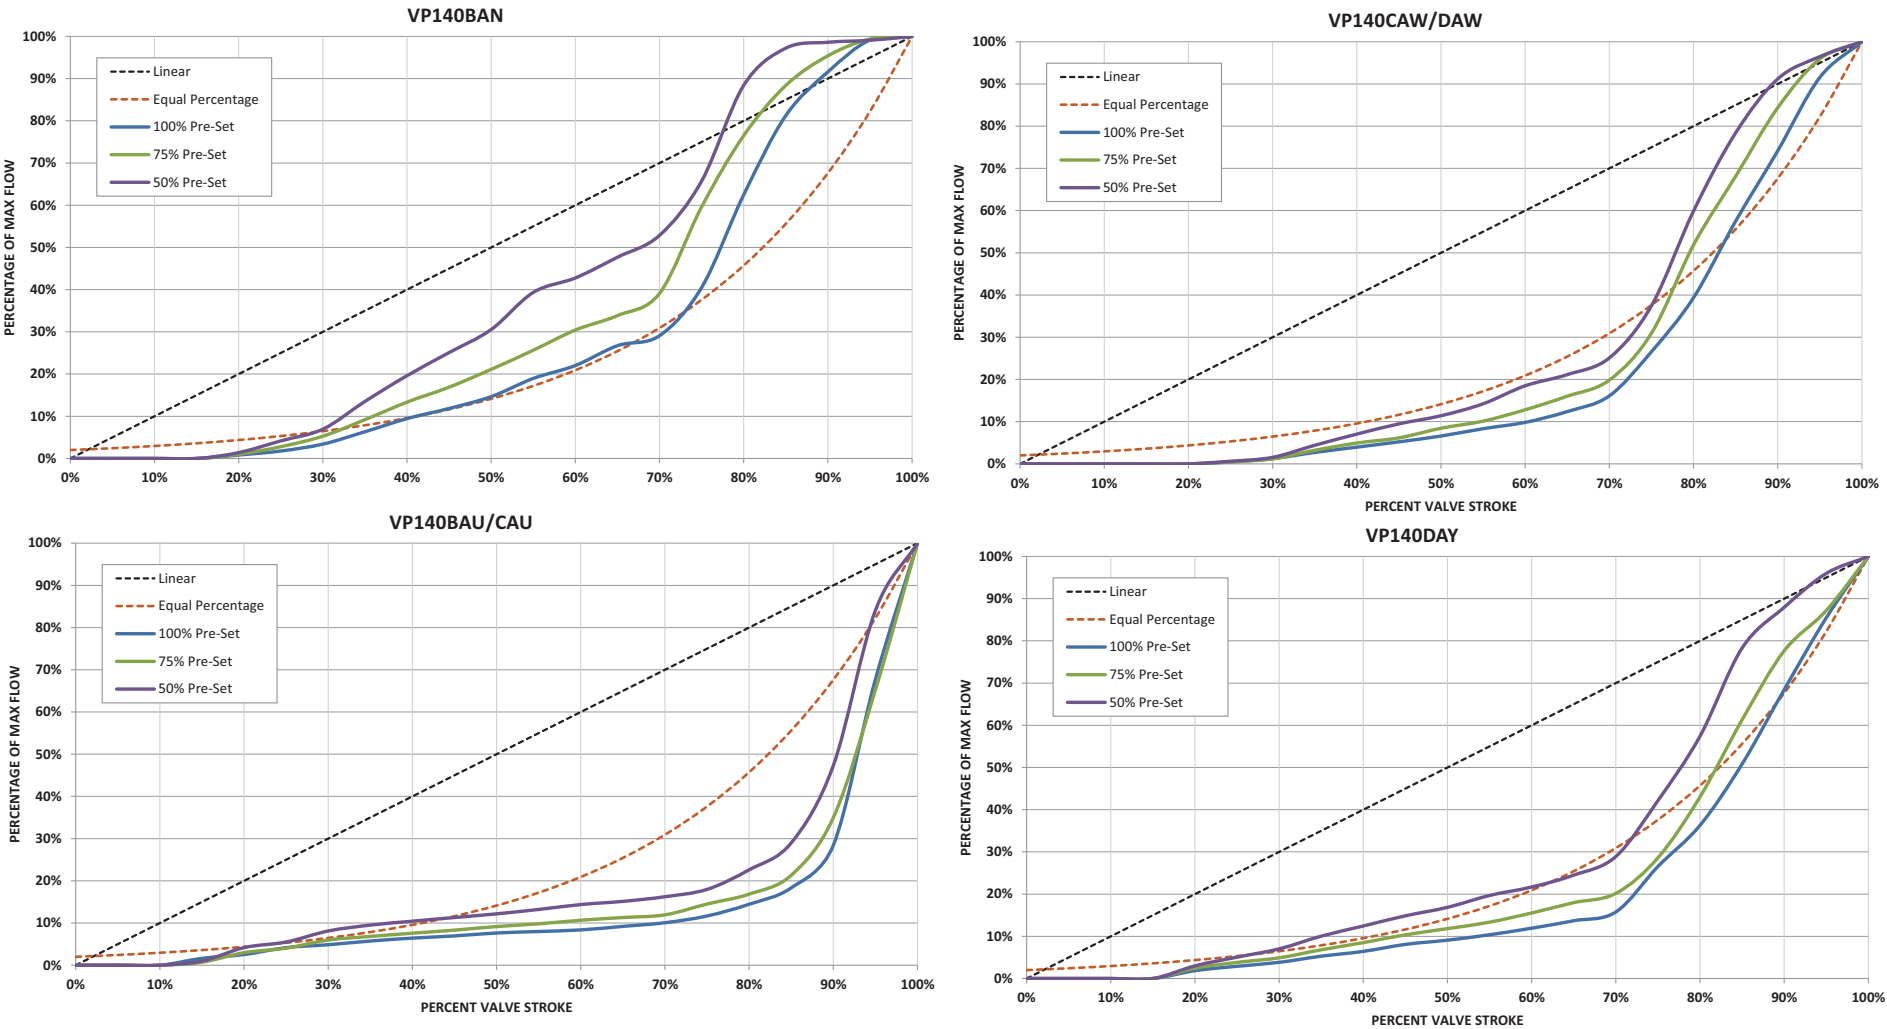 VP140BAN
100%
90%
80%
70%
60%
50%
40%
30%
20%
10%
0%
PERCENTAGE OF MAX FLOW
Linear
Equal Percentage
100% Pre-Set
75% Pre-Set
50% Pre-Set
0% 10% 20% 30% 40% 50% 60% 70% 80% 90% 100%
VP140CAW/DAW
100%
90%
80%
70%
60%
50%
40%
30%
20%
10%
0%
PERCENTAGE OF MAX FLOW
Linear
Equal Percentage
100% Pre-Set
75% Pre-Set
50% Pre-Set
0% 10% 20% 30% 40% 50% 60% 70% 80% 90% 100%
PERCENT VALVE STROKE
VP140BAU/CAU
100%
90%
80%
70%
60%
50%
40%
30%
20%
10%
0%
PERCENTAGE OF MAX FLOW
Linear
Equal Percentage
100% Pre-Set
75% Pre-Set
50% Pre-Set
0% 10% 20% 30% 40% 50% 60% 70% 80% 90% 100%
PERCENT VALVE STROKE
VP140DAY
100%
90%
80%
70%
60%
50%
40%
30%
20%
10%
0%
PERCENTAGE OF MAX FLOW
Linear
Equal Percentage
100% Pre-Set
75% Pre-Set
50% Pre-Set
0% 10% 20% 30% 40% 50% 60% 70% 80% 90% 100%
PERCENT VALVE STROKE